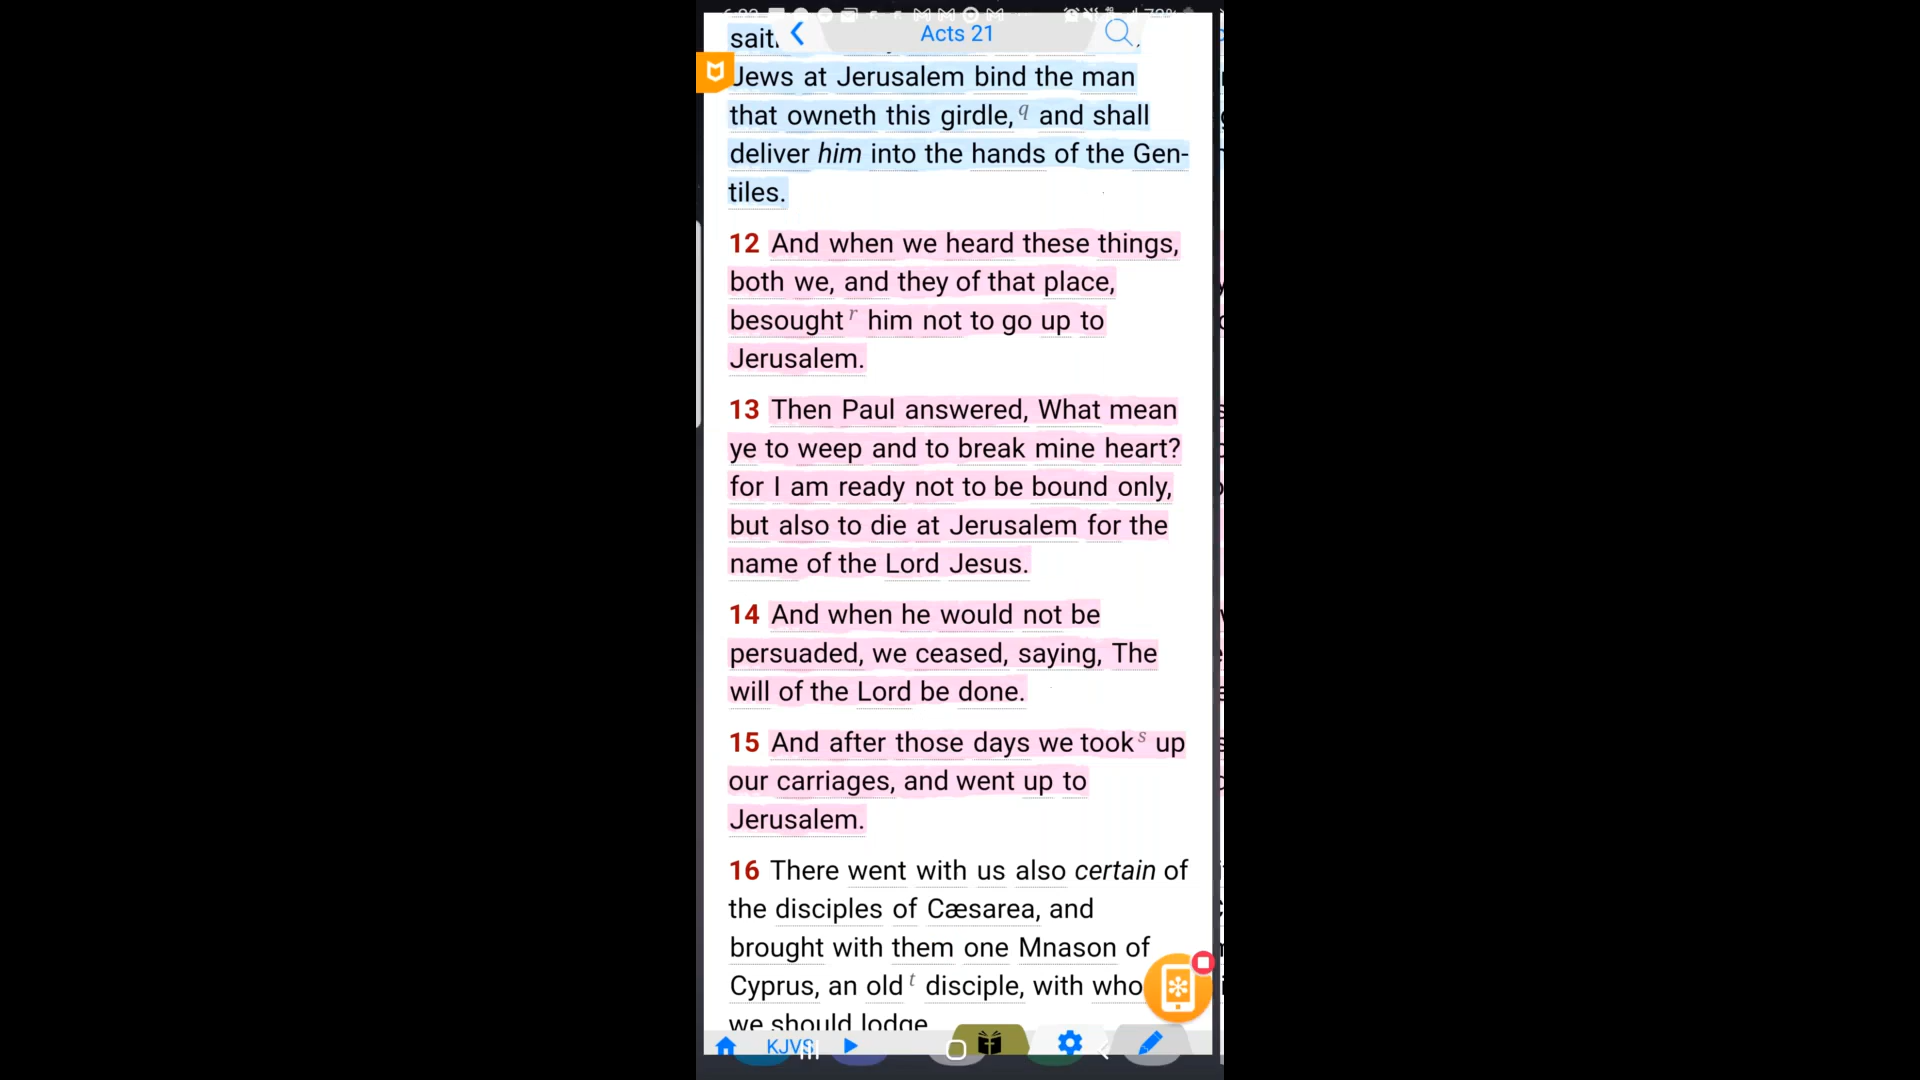 Acts 21
Jews at Jerusalem bind the man
that owneth this girdle, q and shall
deliver him into the hands of the Gen-
tiles.
12 And when we heard these things,
both we, and they of that place,
besought r him not to go up to
Jerusalem.
13 Then Paul answered, What mean
ye to weep and to break mine heart?
for I am ready not to be bound only,
but also to die at Jerusalem for the
name of the Lord Jesus.
14 And when he would not be
persuaded, we ceased, saying, The
will of the Lord be done.
15 And after those days we took s up
our carriages, and went up to
Jerusalem.
16 There went with us also certain of
the disciples of Cæsarea, and
brought with them one Mnason of
Cyprus, an old t disciple, with who
we should lodge
KJVS